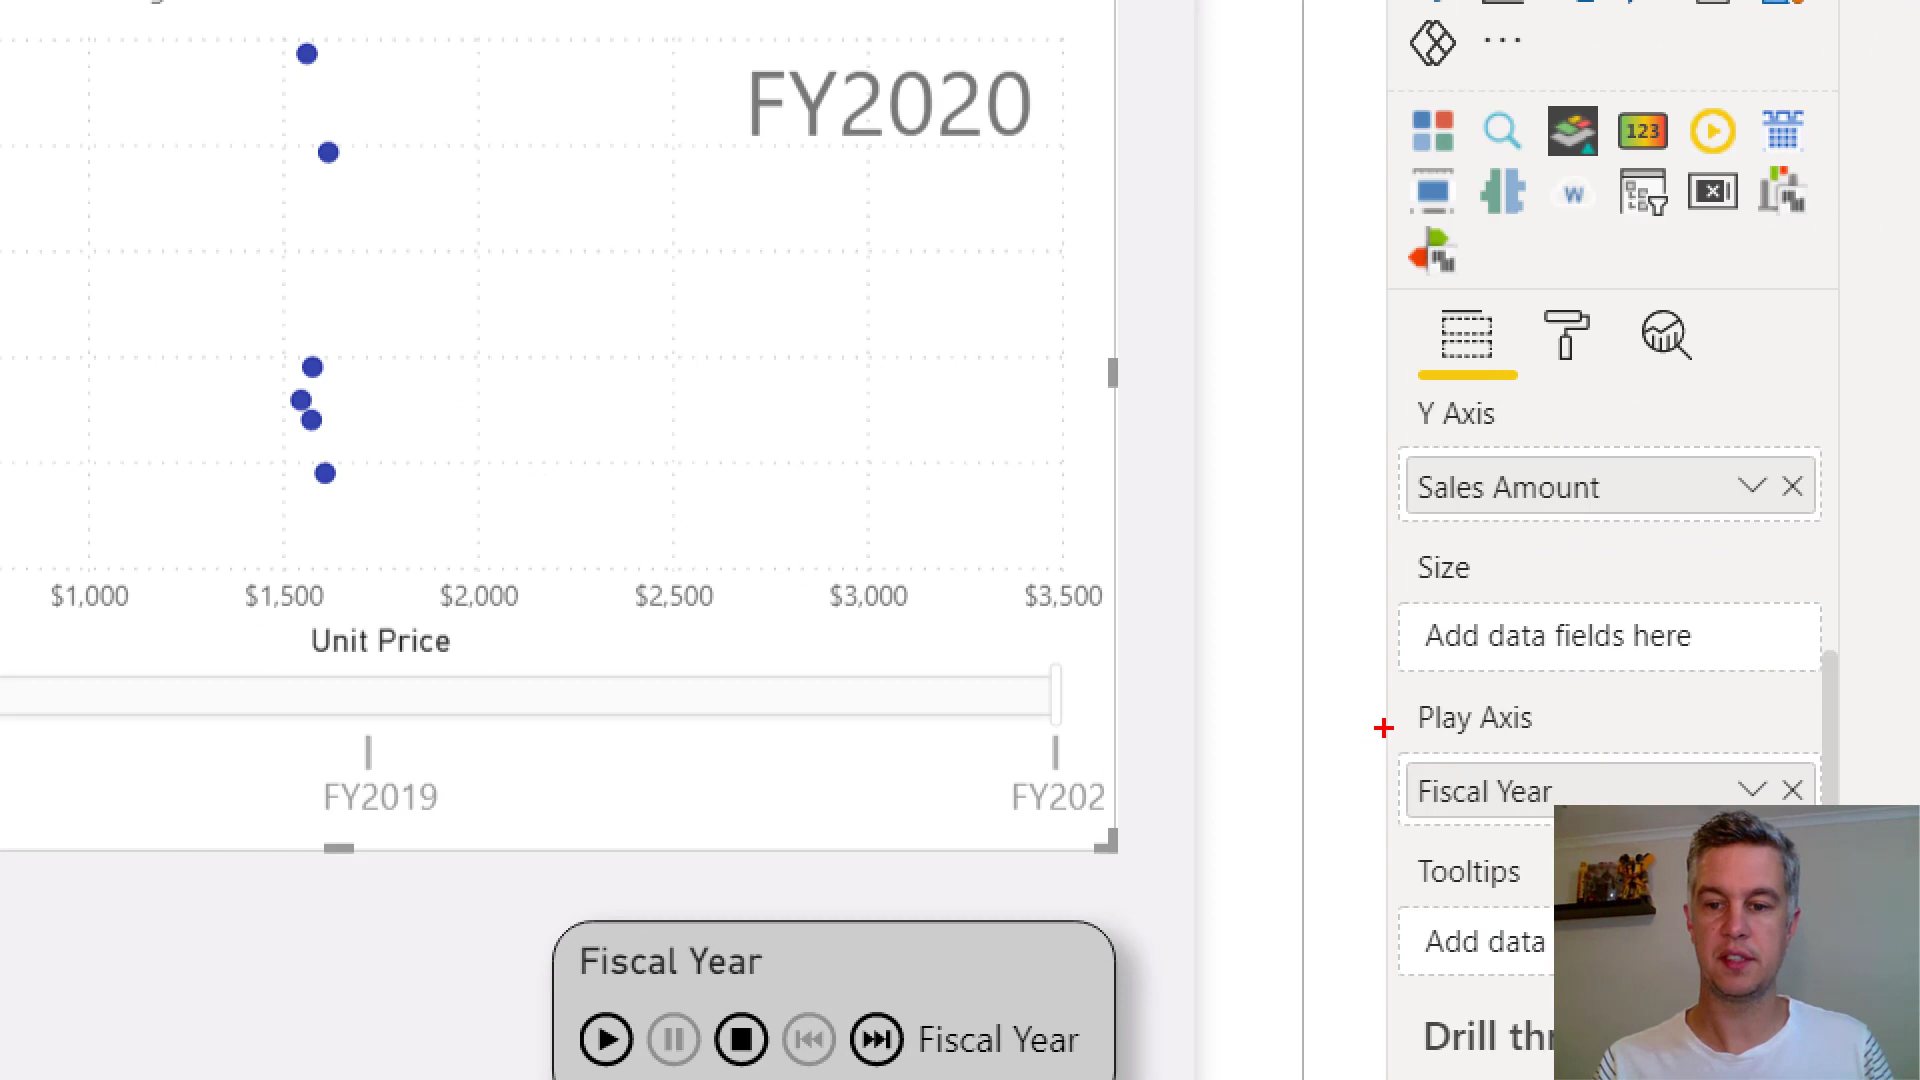 FY2020
$1,000 $1,500 $2,000 $2,500 $3,000 $3,500
Unit Price
FY2019 FY202
Fiscal Year
Fiscal Year
123
W
Y Axis
Sales Amount
Size
Add data fields here
Play Axis
Fiscal Year
Tooltips
Add data
Drill thr